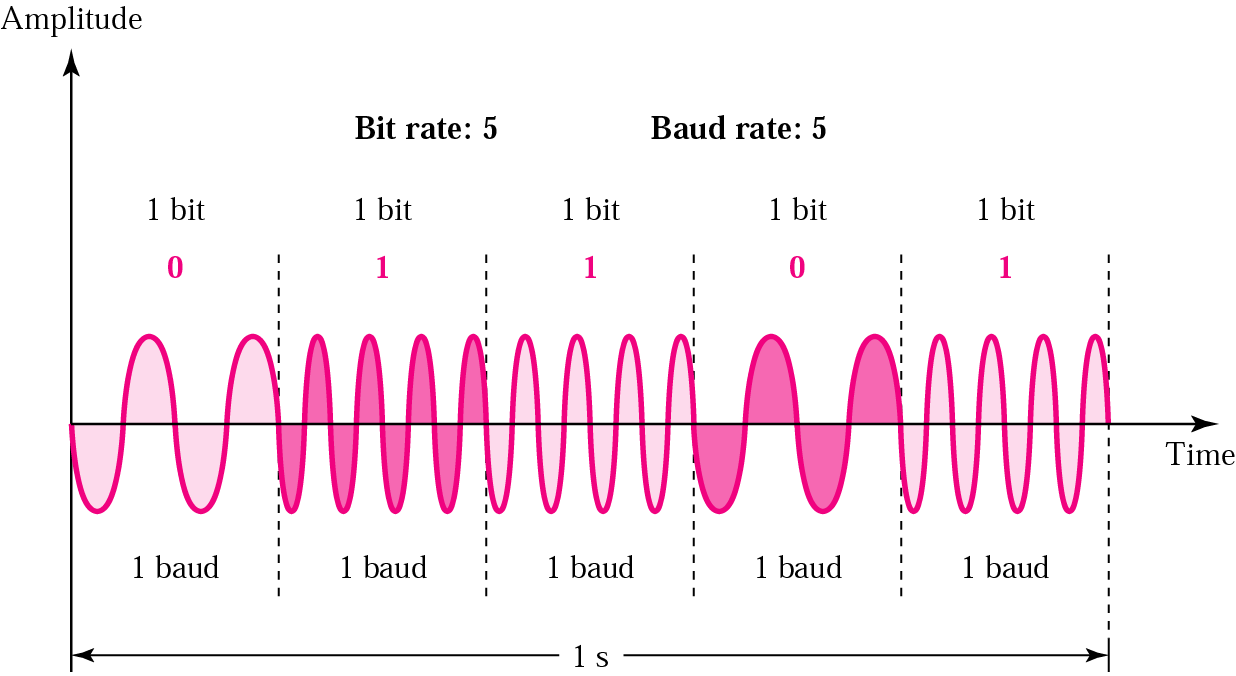 Amplitude
Bit rate: 5 Baud rate: 5
1 bit 1 bit 1 bit 1 bit 1 bit
0 1 1 0 1
Time
1 baud 1 baud 1 baud 1 baud 1 baud
1 s